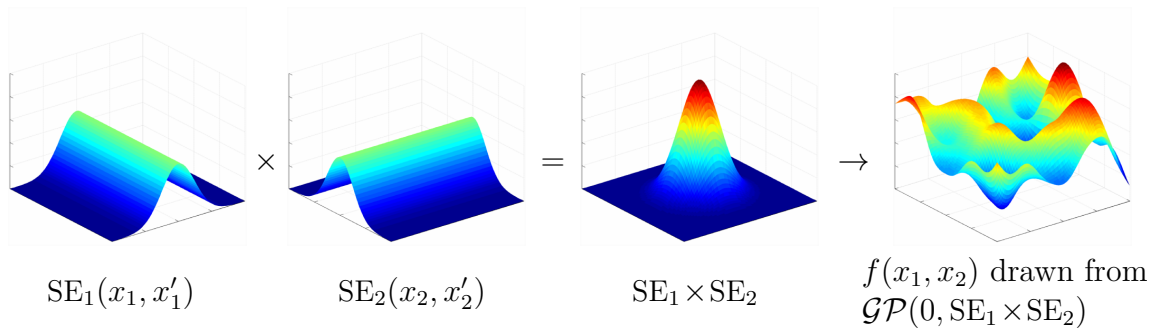 × = →
SE₁(x₁, x′₁)
SE₂(x₂, x′₂)
SE₁×SE₂
f(x₁, x₂) drawn from
𝒢𝒫(0, SE₁×SE₂)